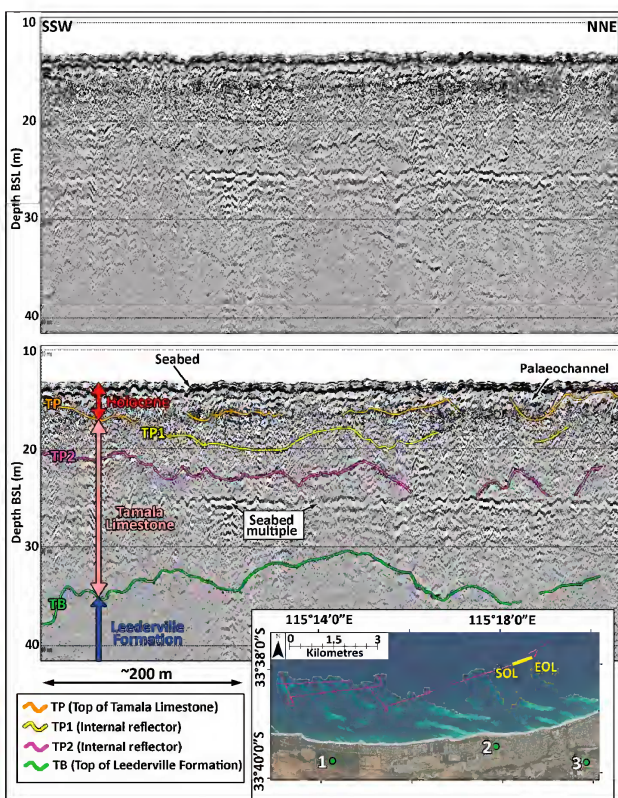 SSW
NNE
10
20
30
40
Depth BSL (m)
10
20
30
40
Depth BSL (m)
Seabed
Palaeochannel
TP
Holocene
TP1
TP2
Tamala
Limestone
Seabed
multiple
TB
Leederville
Formation
~200 m
TP (Top of Tamala Limestone)
TP1 (Internal reflector)
TP2 (Internal reflector)
TB (Top of Leederville Formation)
115°14'0"E
115°18'0"E
33°38'0"S
33°40'0"S
N
0 1.5 3
Kilometres
SOL
EOL
1
2
3